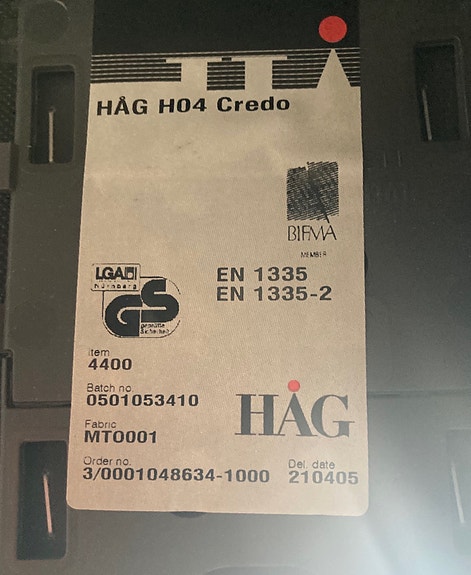 HÅG H04 Credo
BIFMA
MEMBER
LGA
Nürnberg
GS
geprüfte
Sicherheit
EN 1335
EN 1335-2
Item
4400
Batch no.
0501053410
Fabric
MTO001
HÅG
Order no.
3/0001048634-1000
Del. date
210405